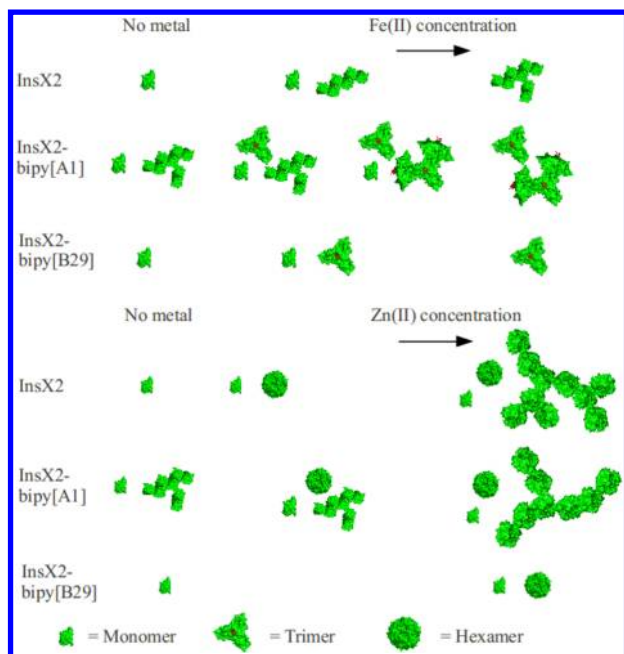 No metal Fe(II) concentration
InsX2
InsX2-
bipy[A1]
InsX2-
bipy[B29]
No metal Zn(II) concentration
InsX2
InsX2-
bipy[A1]
InsX2-
bipy[B29]
= Monomer = Trimer = Hexamer